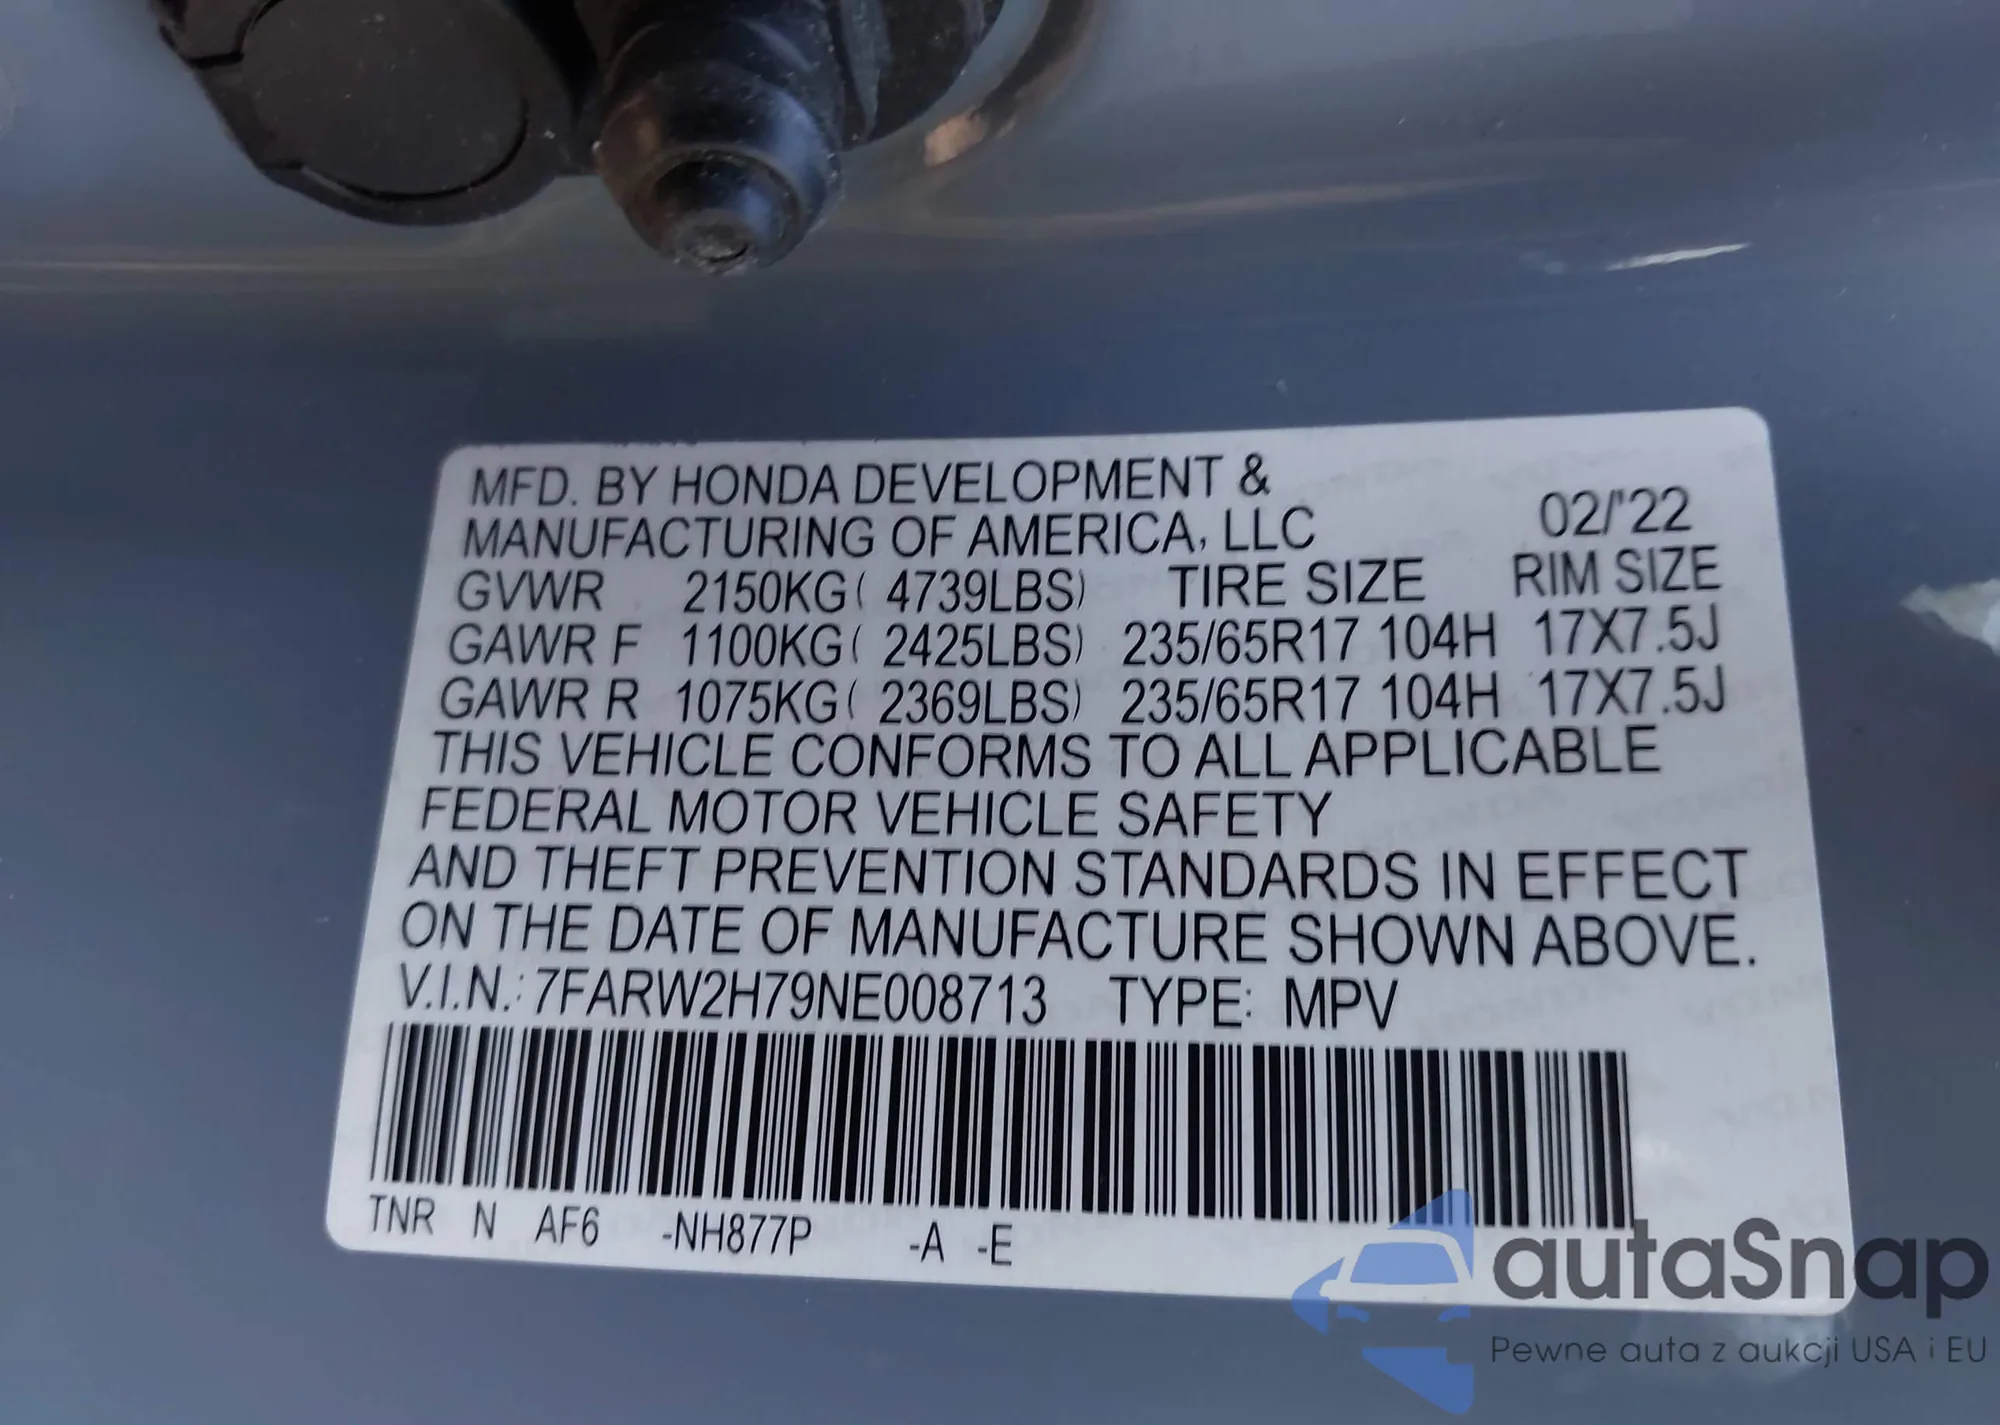 MFD. BY HONDA DEVELOPMENT &
MANUFACTURING OF AMERICA, LLC 02/'22
GVWR 2150KG( 4739LBS) TIRE SIZE RIM SIZE
GAWR F 1100KG( 2425LBS) 235/65R17 104H 17X7.5J
GAWR R 1075KG( 2369LBS) 235/65R17 104H 17X7.5J
THIS VEHICLE CONFORMS TO ALL APPLICABLE
FEDERAL MOTOR VEHICLE SAFETY
AND THEFT PREVENTION STANDARDS IN EFFECT
ON THE DATE OF MANUFACTURE SHOWN ABOVE.
V.I.N.: 7FARW2H79NE008713 TYPE: MPV
TNR N AF6 -NH877P -A -E
autaSnap
Pewne auta z aukcji USA i EU